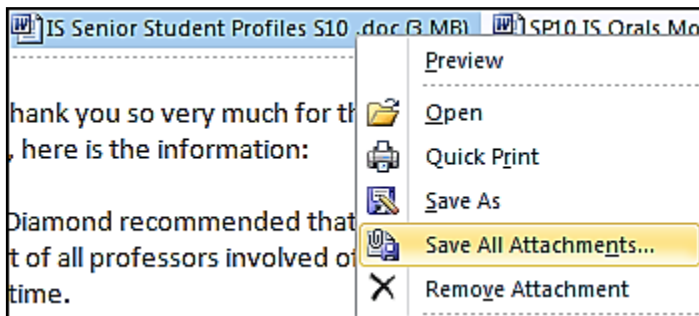 IS Senior Student Profiles S10 .doc (3 MB) SP10 IS Orals Mo
Preview
hank you so very much for th
Open
, here is the information:
Quick Print
Save As
Diamond recommended that
Save All Attachments...
t of all professors involved of
Remove Attachment
time.